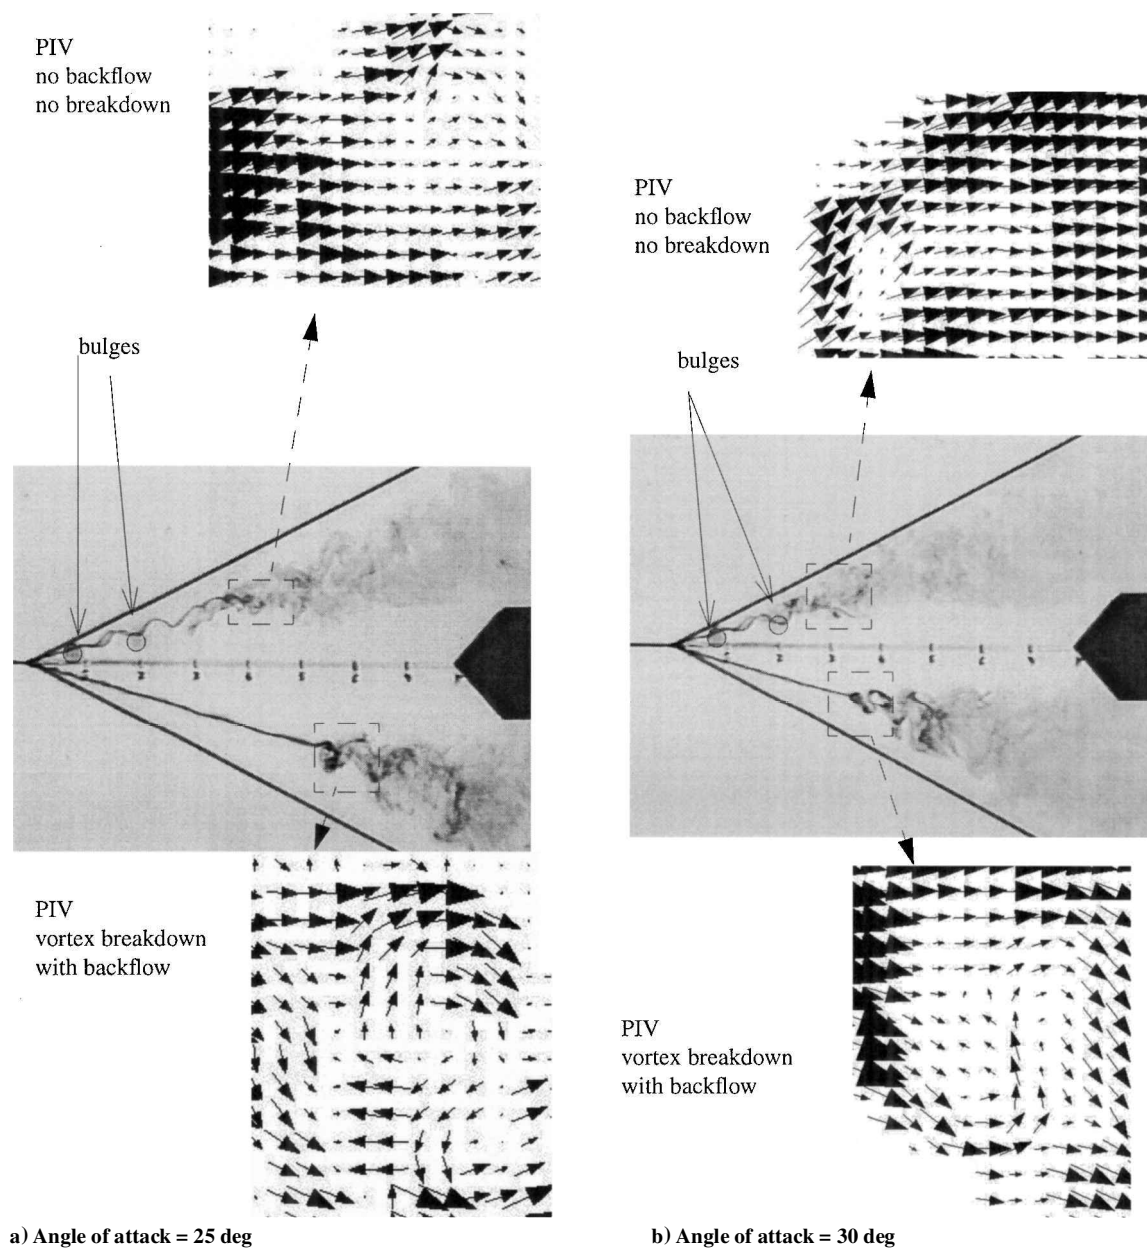 PIV
no backflow
no breakdown
bulges
PIV
vortex breakdown
with backflow
a) Angle of attack = 25 deg
PIV
no backflow
no breakdown
bulges
PIV
vortex breakdown
with backflow
b) Angle of attack = 30 deg